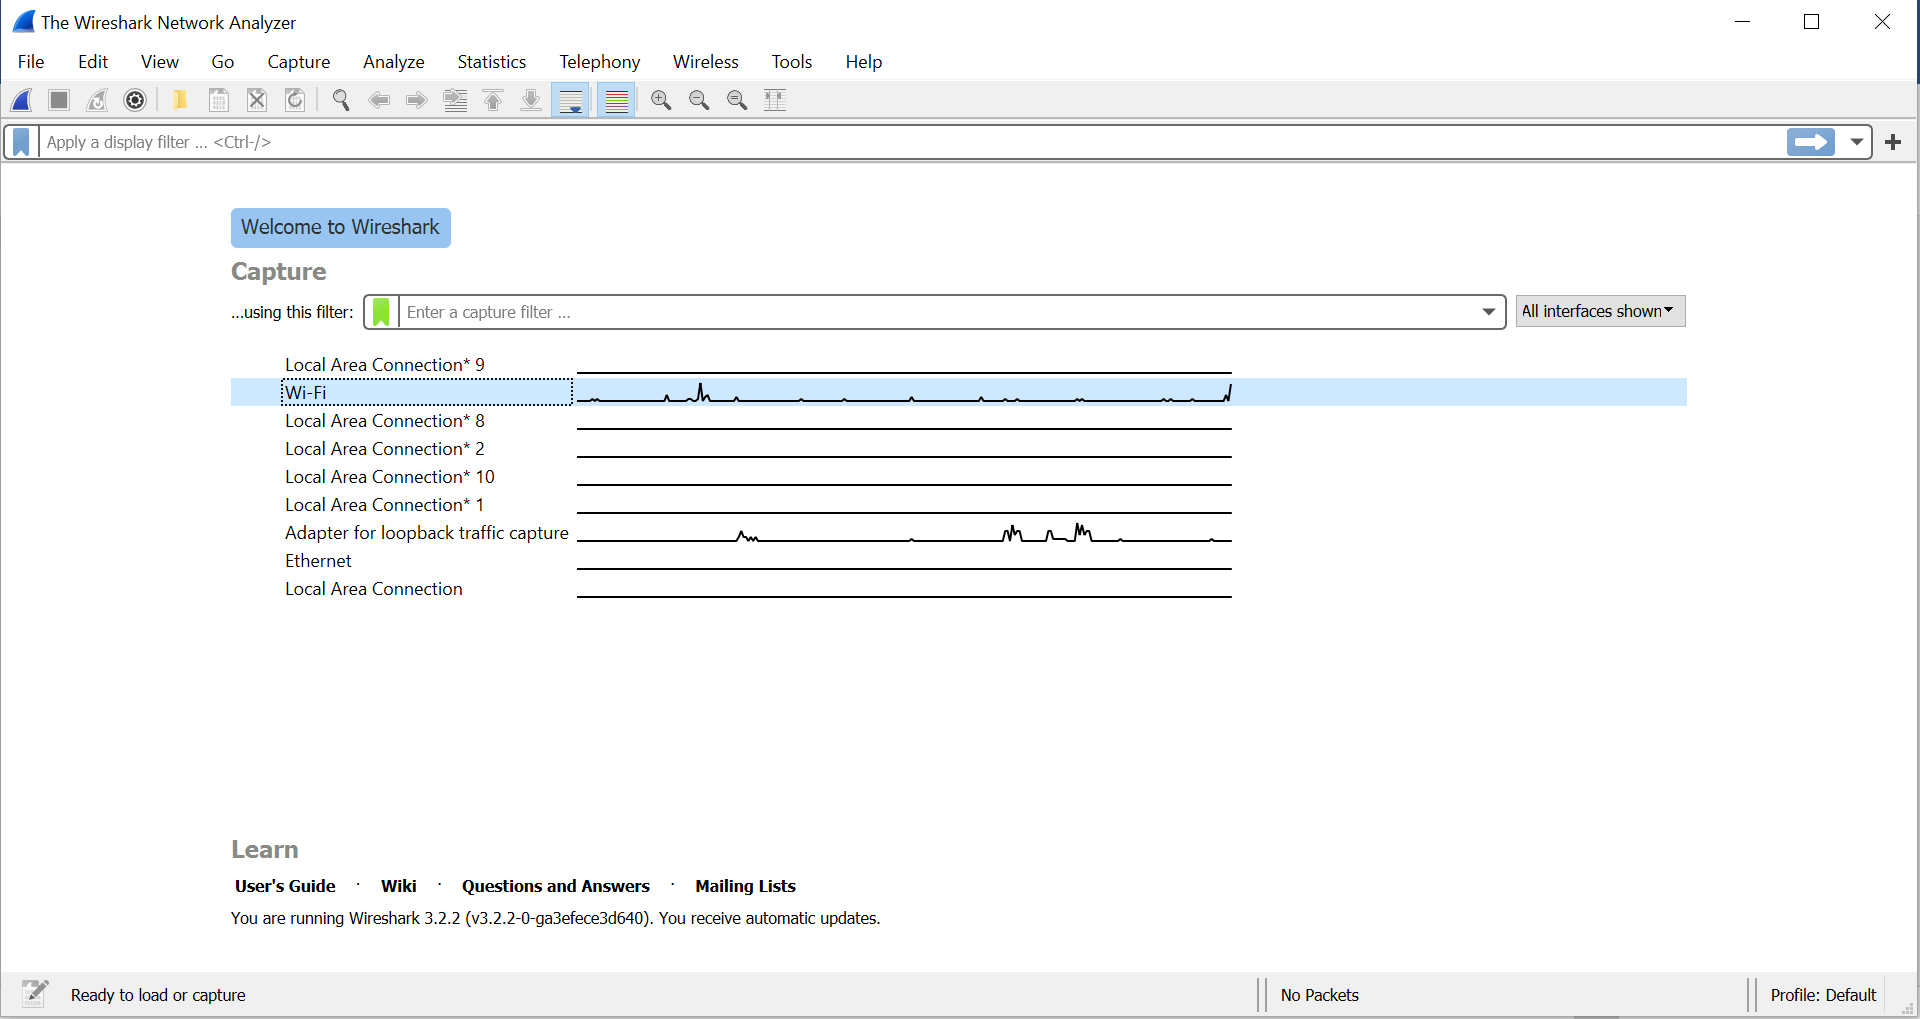 The Wireshark Network Analyzer
File Edit View Go Capture Analyze Statistics Telephony Wireless Tools Help
Apply a display filter ... <Ctrl-/>
Welcome to Wireshark
Capture
...using this filter: Enter a capture filter ... All interfaces shown
Local Area Connection* 9
Wi-Fi
Local Area Connection* 8
Local Area Connection* 2
Local Area Connection* 10
Local Area Connection* 1
Adapter for loopback traffic capture
Ethernet
Local Area Connection
Learn
User's Guide · Wiki · Questions and Answers · Mailing Lists
You are running Wireshark 3.2.2 (v3.2.2-0-ga3efece3d640). You receive automatic updates.
Ready to load or capture No Packets Profile: Default